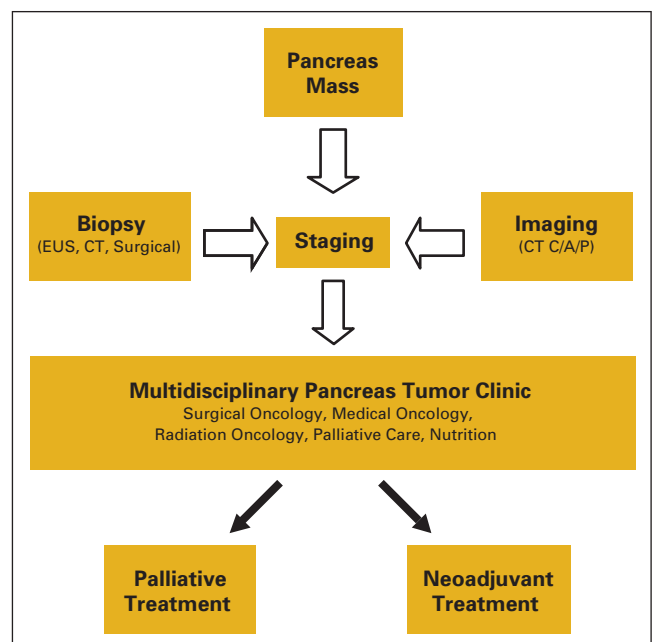 Pancreas
Mass
Biopsy
(EUS, CT, Surgical)
Staging
Imaging
(CT C/A/P)
Multidisciplinary Pancreas Tumor Clinic
Surgical Oncology, Medical Oncology,
Radiation Oncology, Palliative Care, Nutrition
Palliative
Treatment
Neoadjuvant
Treatment